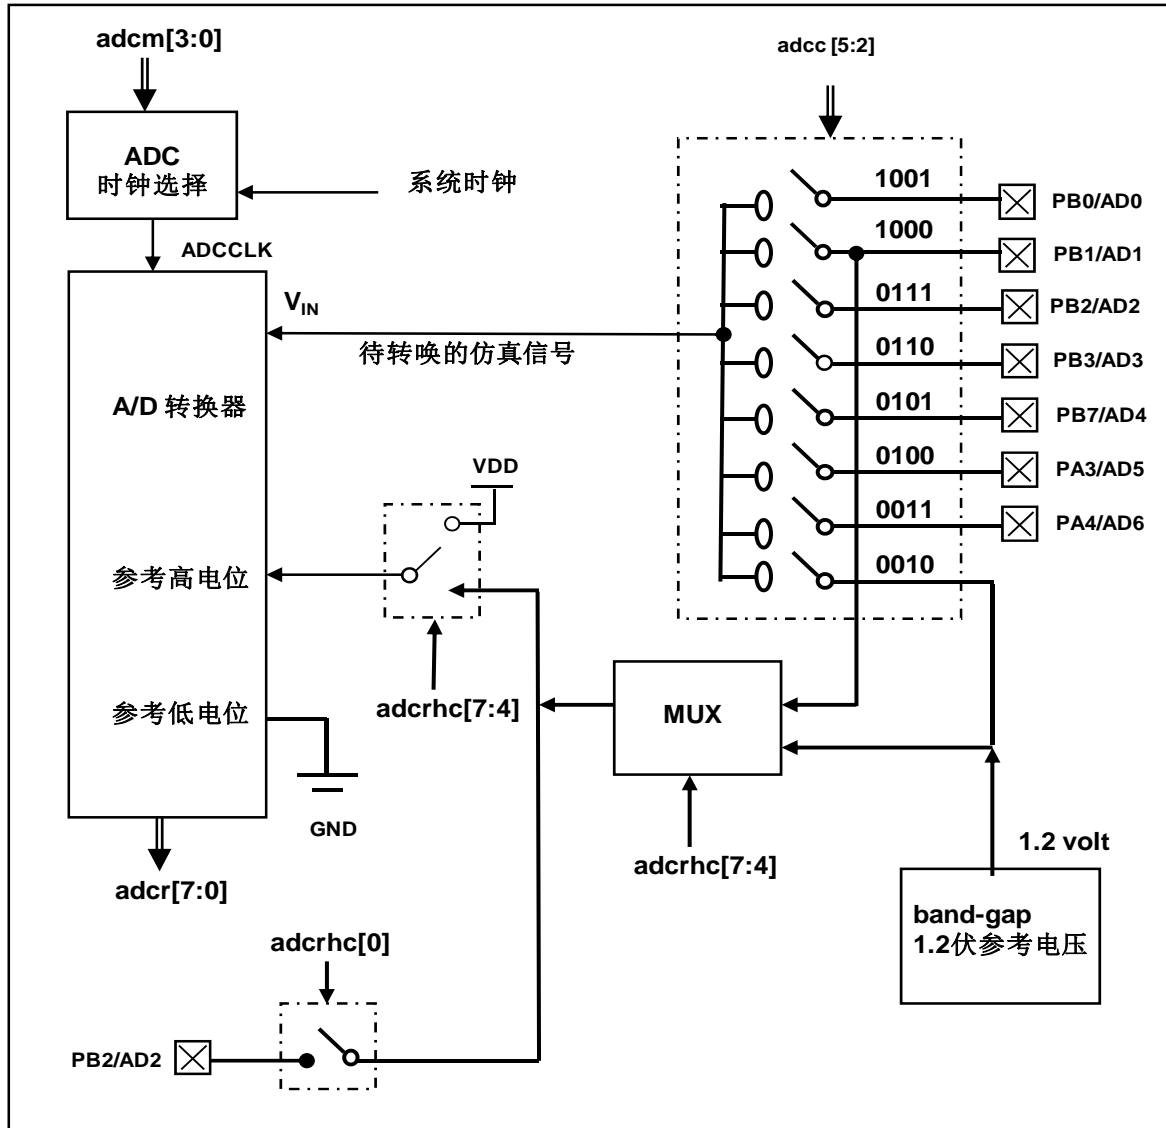 adcm[3:0]
adcc [5:2]
ADC
时钟选择
系统时钟
ADCCLK
1001
PB0/AD0
1000
PB1/AD1
0111
PB2/AD2
0110
PB3/AD3
0101
PB7/AD4
0100
PA3/AD5
0011
PA4/AD6
0010
VIN
待转唤的仿真信号
A/D 转换器
VDD
参考高电位
adcrhc[7:4]
参考低电位
GND
MUX
adcrhc[7:4]
1.2 volt
band-gap
1.2伏参考电压
adcr[7:0]
adcrhc[0]
PB2/AD2